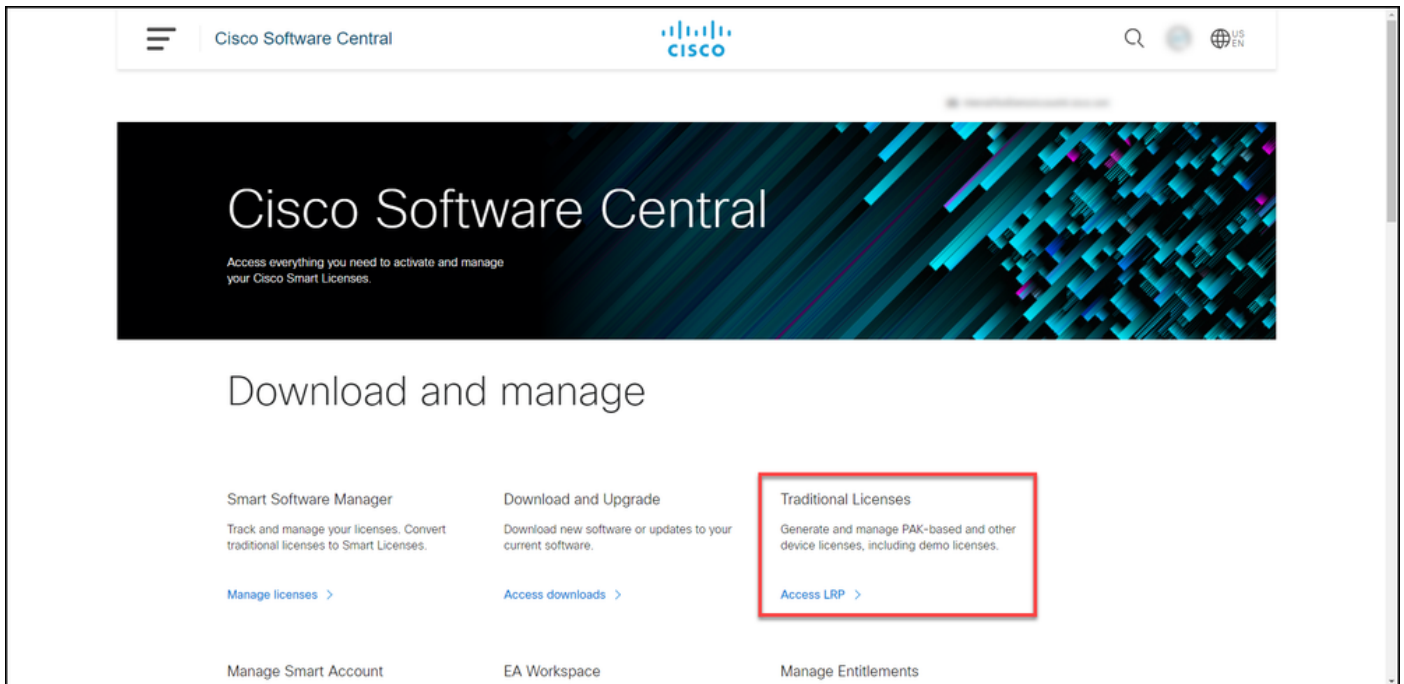 Cisco Software Central
CISCO
US
EN
Cisco Software Central
Access everything you need to activate and manage
your Cisco Smart Licenses.
Download and manage
Smart Software Manager
Track and manage your licenses. Convert
traditional licenses to Smart Licenses.
Manage licenses >
Download and Upgrade
Download new software or updates to your
current software.
Access downloads >
Traditional Licenses
Generate and manage PAK-based and other
device licenses, including demo licenses.
Access LRP >
Manage Smart Account
EA Workspace
Manage Entitlements